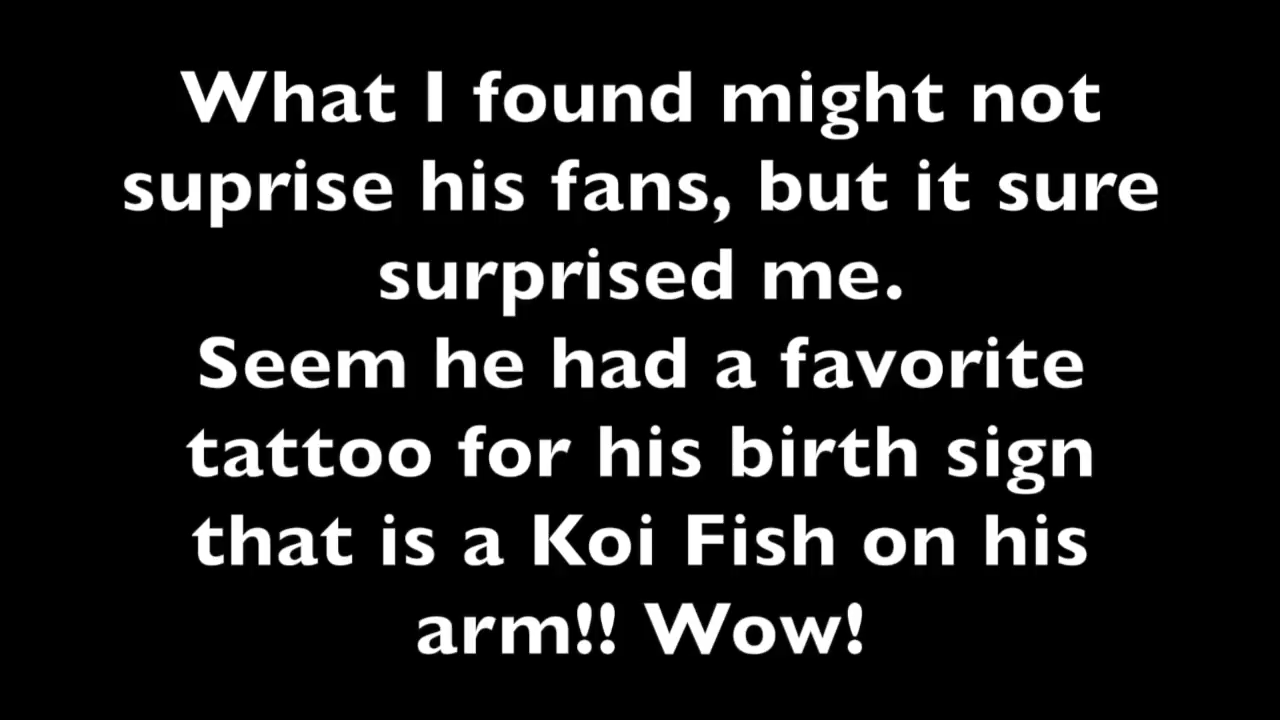 What I found might not
suprise his fans, but it sure
surprised me.
Seem he had a favorite
tattoo for his birth sign
that is a Koi Fish on his
arm!! Wow!